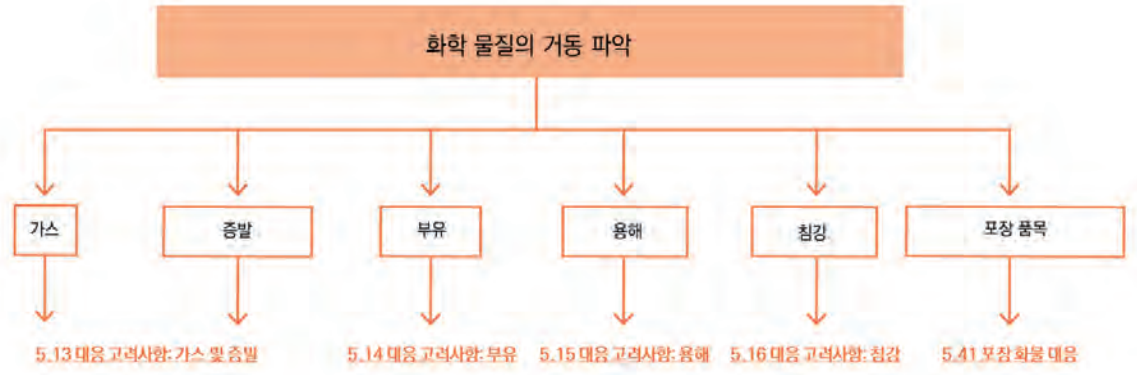 화학 물질의 거동 파악
가스
증발
부유
용해
침강
포장 품목
5.13 대응 고려사항: 가스 및 증발
5.14 대응 고려사항: 부유
5.15 대응 고려사항: 용해
5.16 대응 고려사항: 침강
5.41 포장 화물 대응